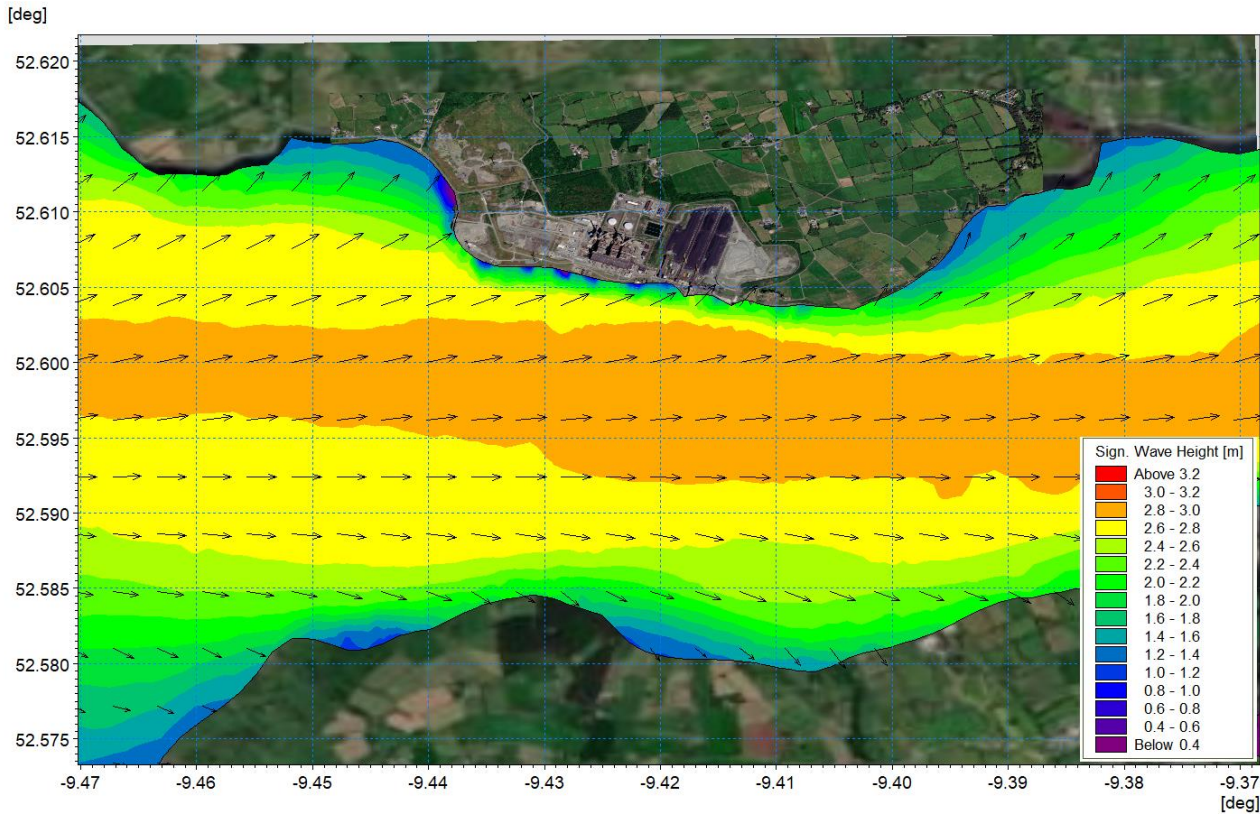 [deg]
52.620
52.615
52.610
52.605
52.600
52.595
52.590
52.585
52.580
52.575
Sign. Wave Height [m]
Above 3.2
3.0 - 3.2
2.8 - 3.0
2.6 - 2.8
2.4 - 2.6
2.2 - 2.4
2.0 - 2.2
1.8 - 2.0
1.6 - 1.8
1.4 - 1.6
1.2 - 1.4
1.0 - 1.2
0.8 - 1.0
0.6 - 0.8
0.4 - 0.6
Below 0.4
-9.47 -9.46 -9.45 -9.44 -9.43 -9.42 -9.41 -9.40 -9.39 -9.38 -9.37
[deg]